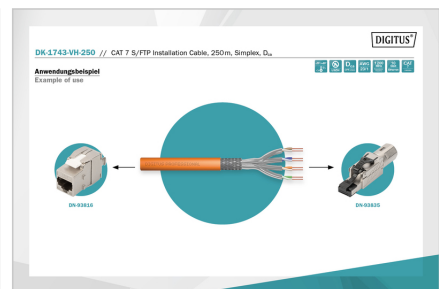 DIGITUS®
DK-1743-VH-250 // CAT 7 S/FTP Installation Cable, 250m, Simplex, Dca
Anwendungsbeispiel
Example of use
DN-93818
DN-93835